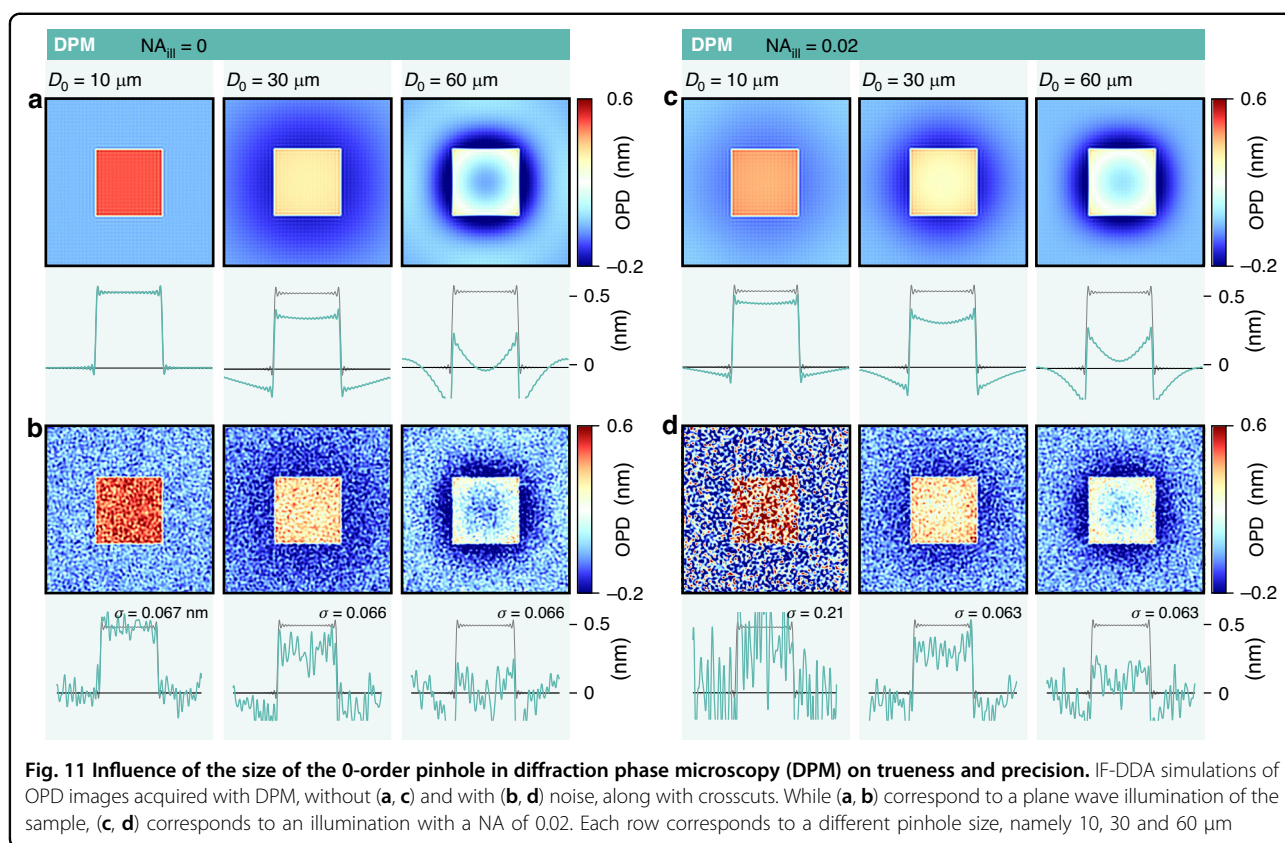 DPM NA_ill = 0
D₀ = 10 μm D₀ = 30 μm D₀ = 60 μm
a
0.6
OPD (nm)
−0.2
0.5
0
(nm)
b
0.6
OPD (nm)
−0.2
σ = 0.067 nm σ = 0.066 σ = 0.066
0.5
0
(nm)
DPM NA_ill = 0.02
D₀ = 10 μm D₀ = 30 μm D₀ = 60 μm
c
0.6
OPD (nm)
−0.2
0.5
0
(nm)
d
0.6
OPD (nm)
−0.2
σ = 0.21 σ = 0.063 σ = 0.063
0.5
0
(nm)
Fig. 11 Influence of the size of the 0-order pinhole in diffraction phase microscopy (DPM) on trueness and precision. IF-DDA simulations of
OPD images acquired with DPM, without (a, c) and with (b, d) noise, along with crosscuts. While (a, b) correspond to a plane wave illumination of the
sample, (c, d) corresponds to an illumination with a NA of 0.02. Each row corresponds to a different pinhole size, namely 10, 30 and 60 μm